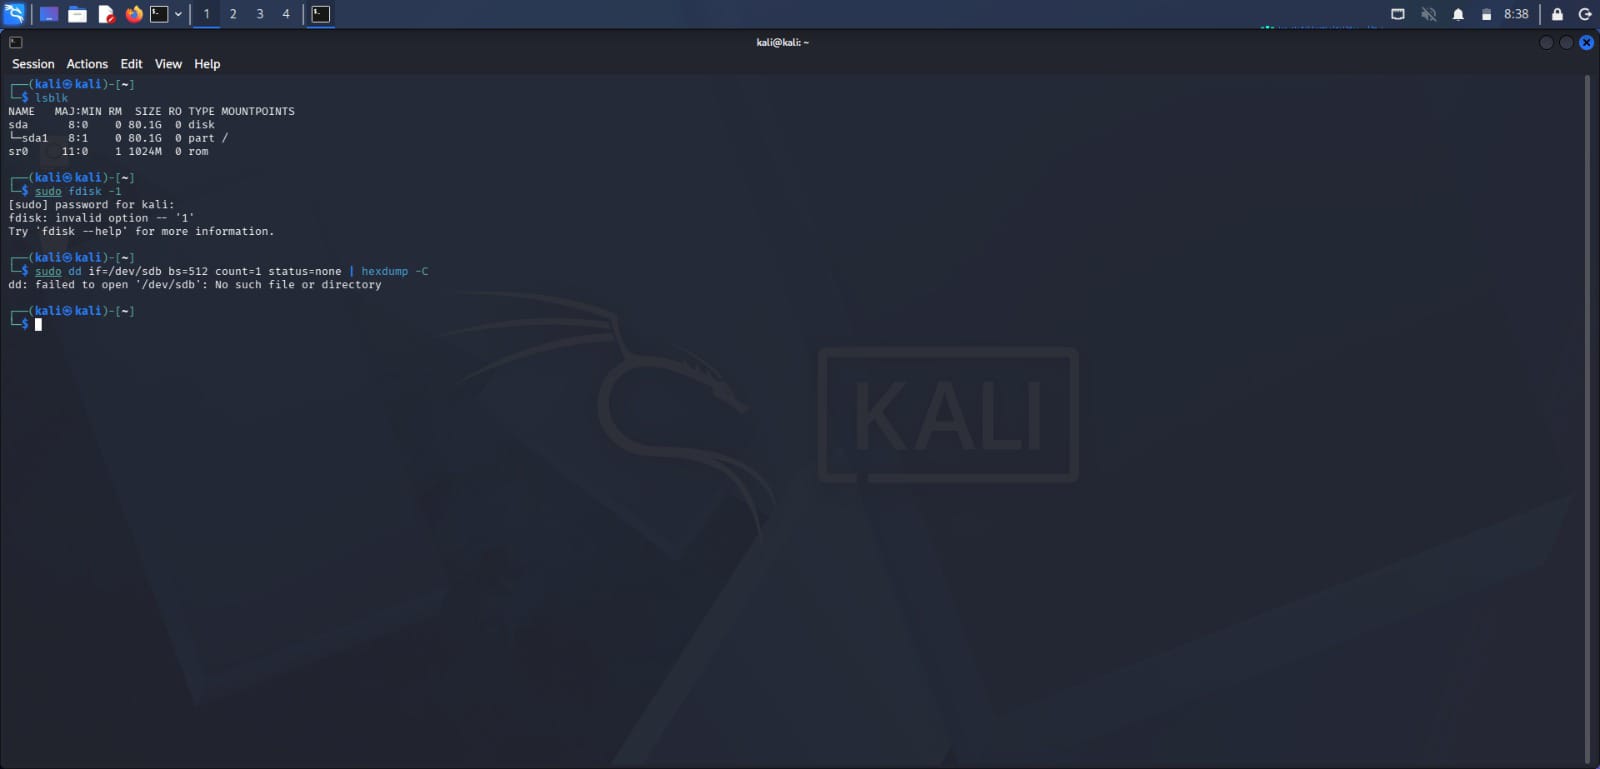 1 2 3 4 8:38
kali@kali: ~
Session Actions Edit View Help
┌──(kali㉿kali)-[~]
└─$ lsblk
NAME   MAJ:MIN RM  SIZE RO TYPE MOUNTPOINTS
sda      8:0    0 80.1G  0 disk
└─sda1   8:1    0 80.1G  0 part /
sr0     11:0    1 1024M  0 rom
┌──(kali㉿kali)-[~]
└─$ sudo fdisk -1
[sudo] password for kali:
fdisk: invalid option -- '1'
Try 'fdisk --help' for more information.
┌──(kali㉿kali)-[~]
└─$ sudo dd if=/dev/sdb bs=512 count=1 status=none | hexdump -C
dd: failed to open '/dev/sdb': No such file or directory
┌──(kali㉿kali)-[~]
└─$
KALI